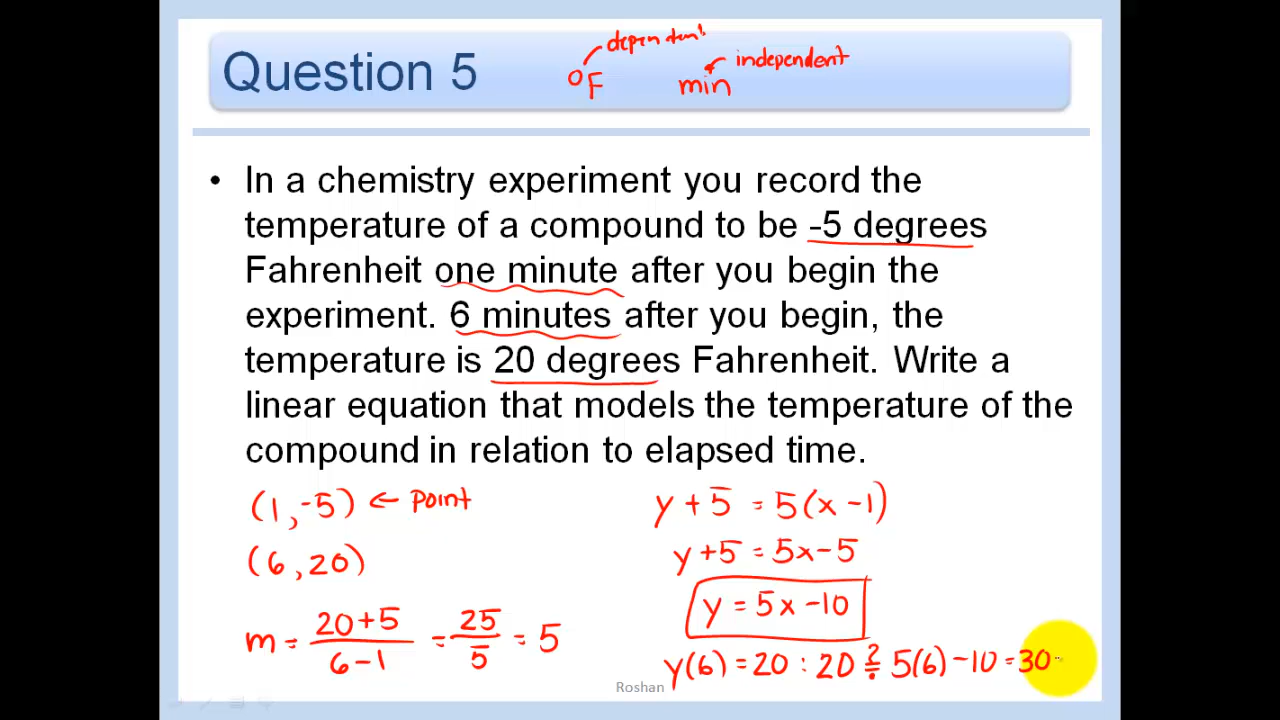 dependent
independent
Question 5
°F
min
• In a chemistry experiment you record the
temperature of a compound to be -5 degrees
Fahrenheit one minute after you begin the
experiment. 6 minutes after you begin, the
temperature is 20 degrees Fahrenheit. Write a
linear equation that models the temperature of the
compound in relation to elapsed time.
(1,-5) ← Point
(6,20)
m = 20+5/6-1 = 25/5 = 5
y + 5 = 5(x - 1)
y + 5 = 5x - 5
y = 5x - 10
y(6) = 20 : 20 ≟ 5(6) - 10 = 30 -
Roshan